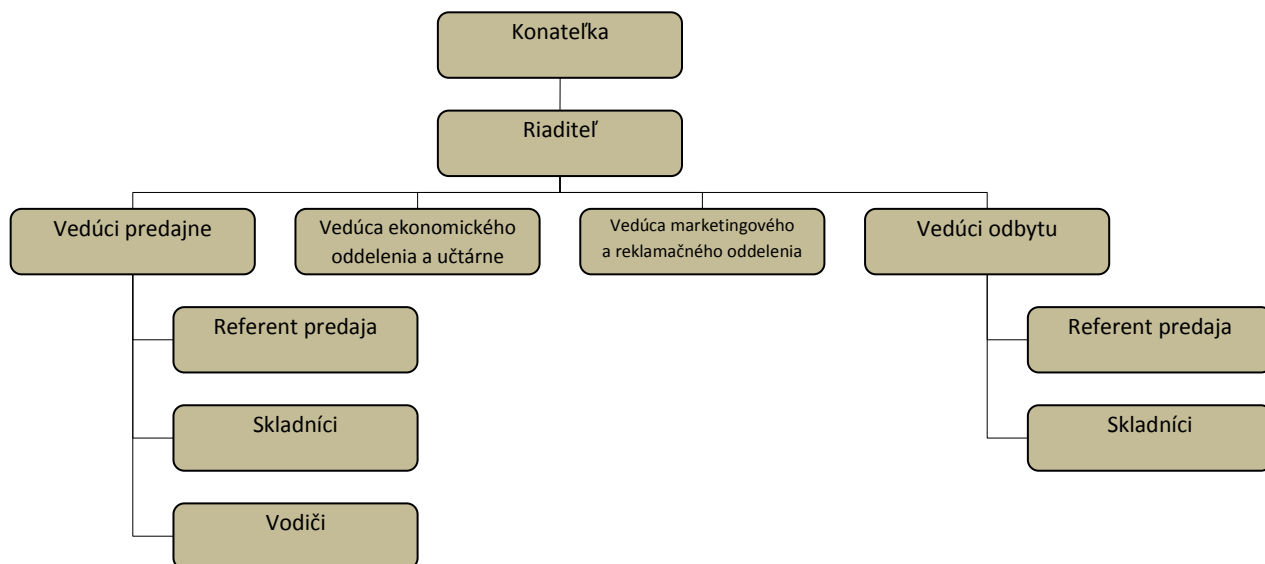 Konateľka
Riaditeľ
Vedúci predajne
Vedúca ekonomického
oddelenia a učtárne
Vedúca marketingového
a reklamačného oddelenia
Vedúci odbytu
Referent predaja
Skladníci
Vodiči
Referent predaja
Skladníci